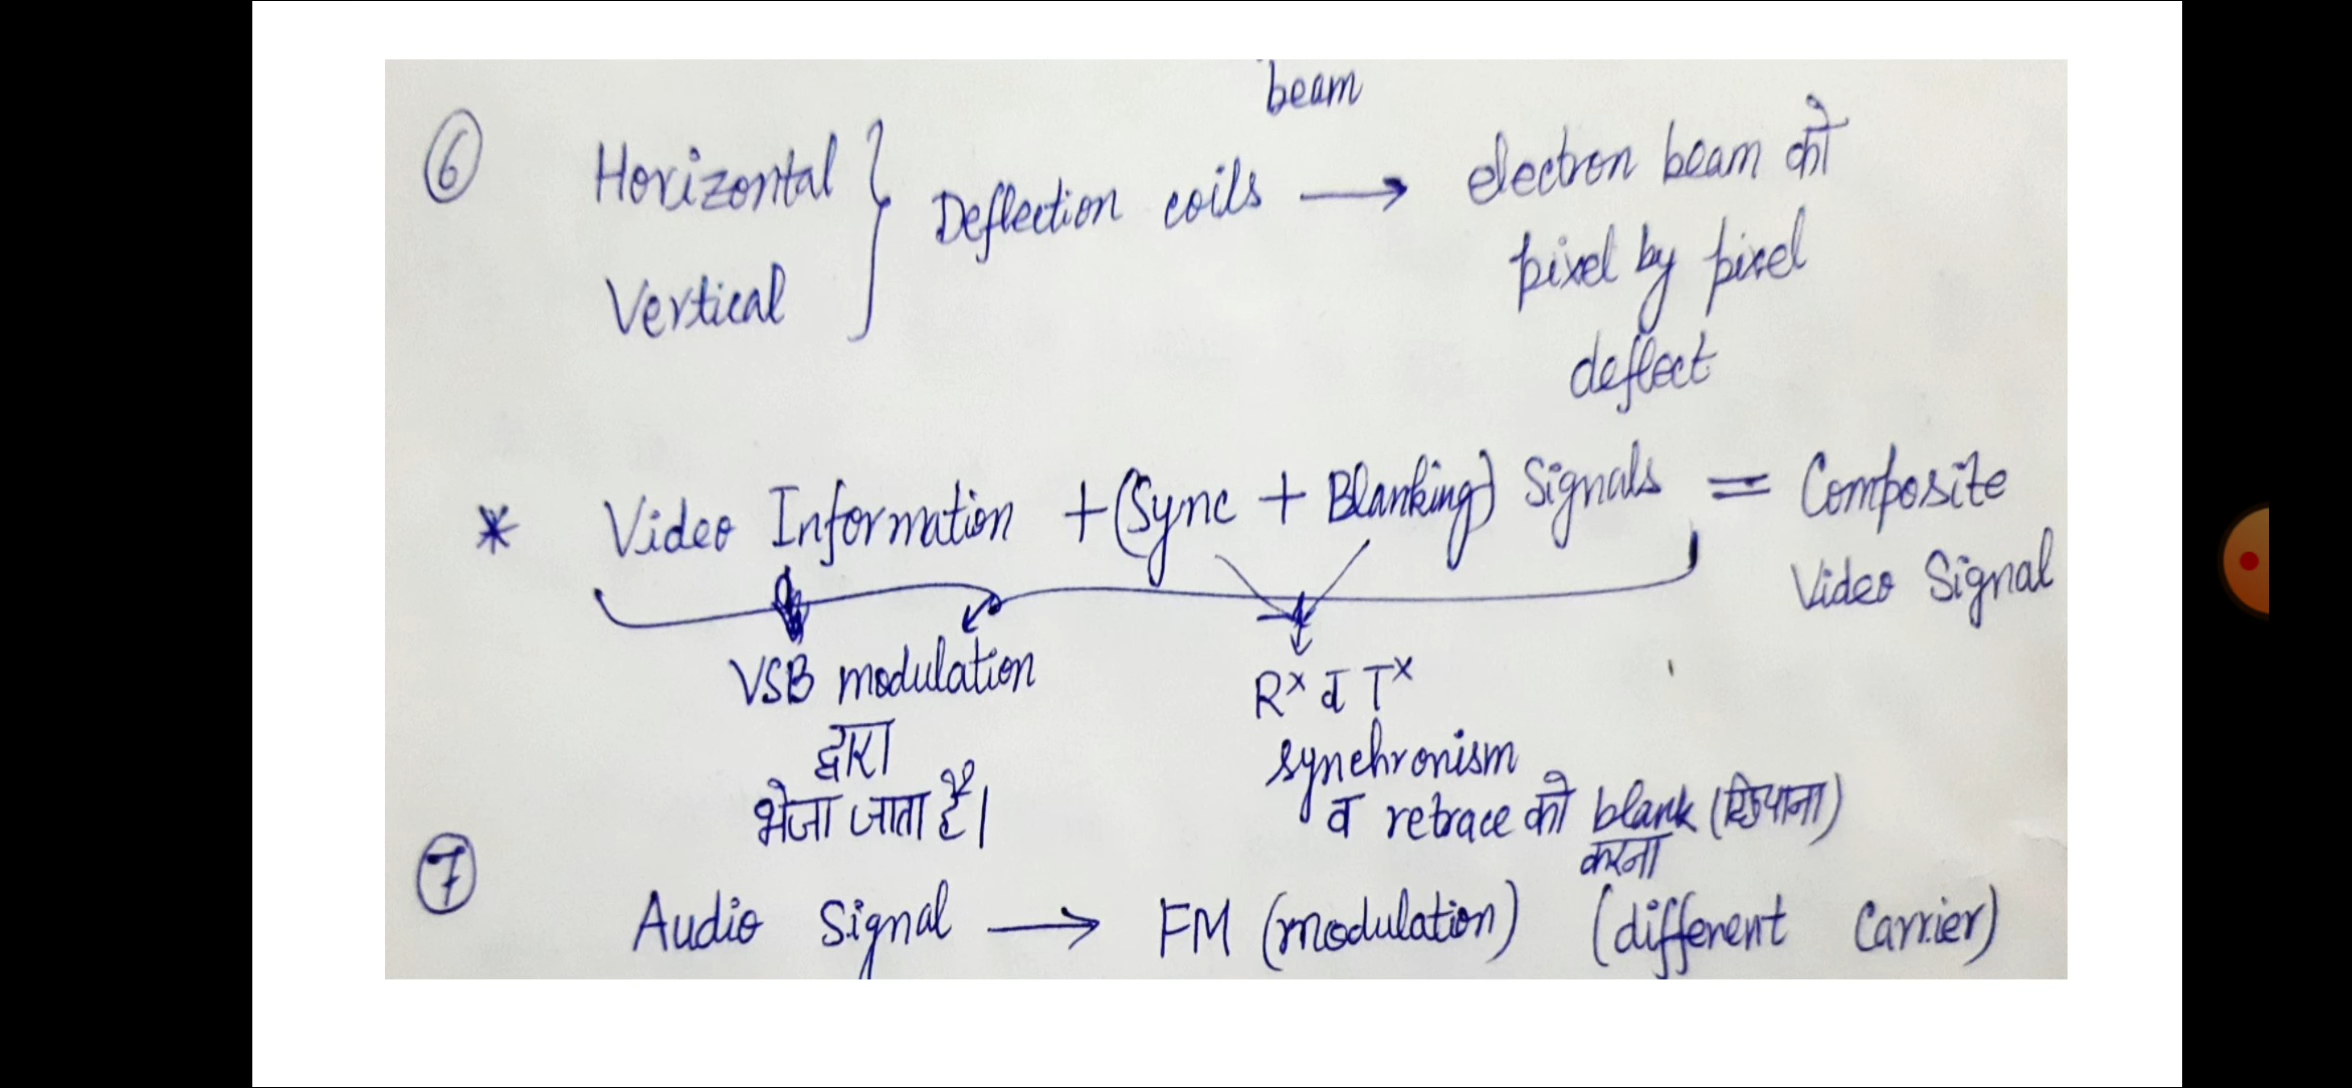 beam
⑥ Horizontal } Deflection coils → electron beam को
Vertical pixel by pixel
deflect
* Video Information + (Sync + Blanking) Signals = Composite
Video Signal
VSB modulation Rˣ व Tˣ
द्वारा synchronism
भेजा जाता है। व retrace को blank (छिपाना)
करना
⑦ Audio Signal → FM (modulation) (different Carrier)